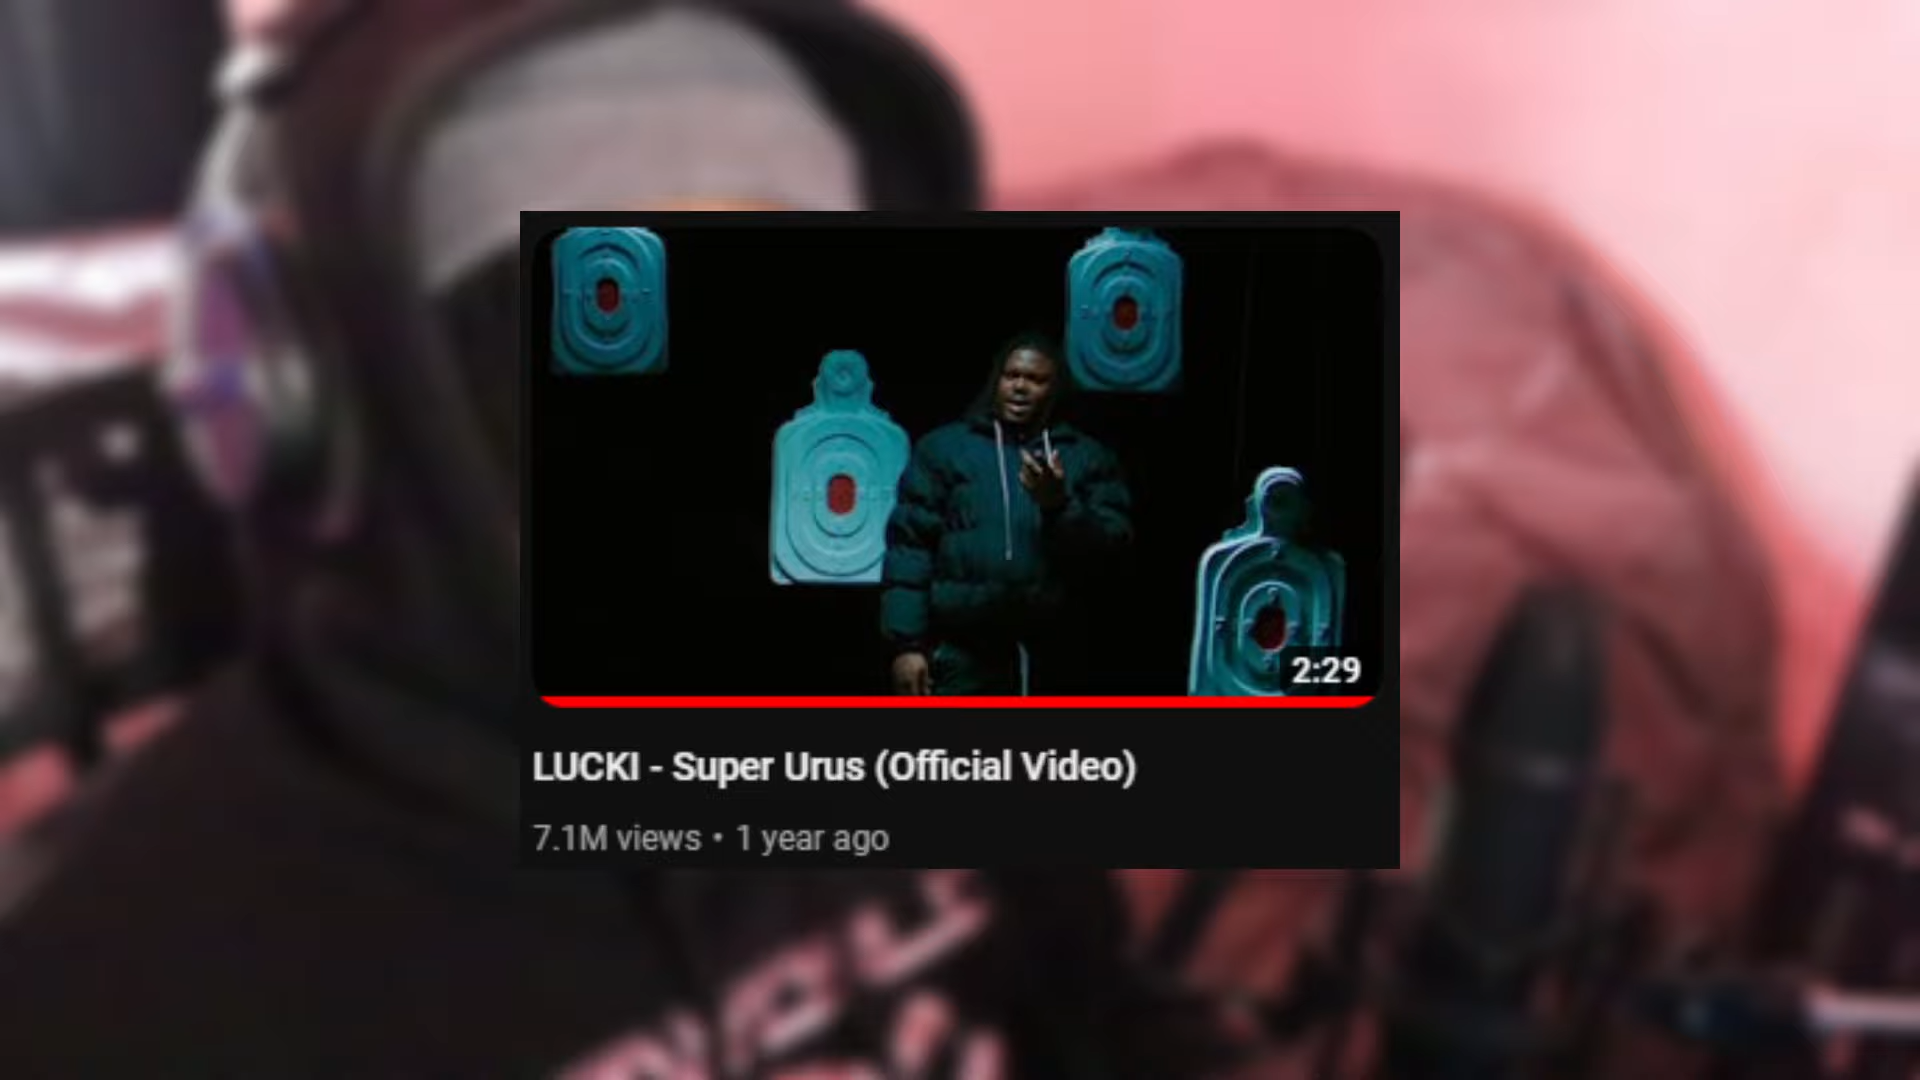 2:29
LUCKI - Super Urus (Official Video)
7.1M views • 1 year ago